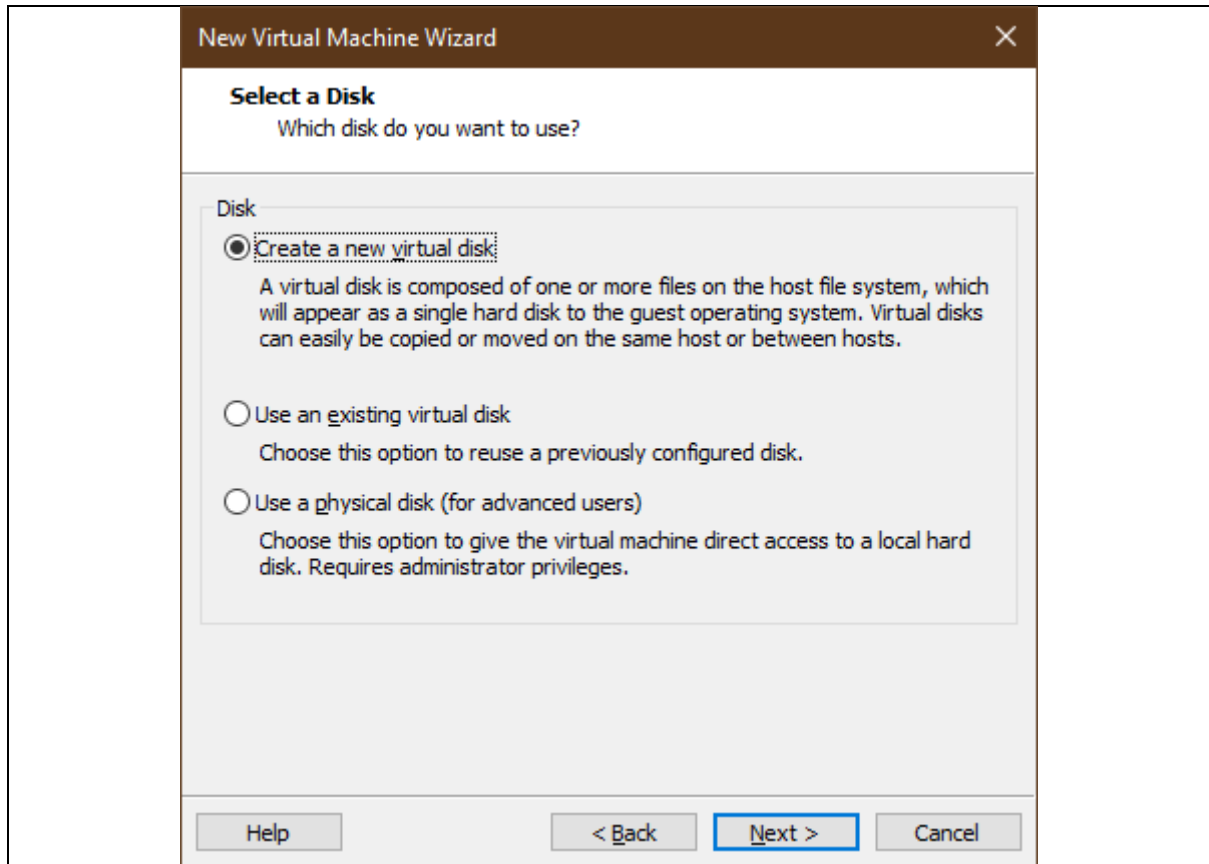 New Virtual Machine Wizard
Select a Disk
Which disk do you want to use?
Disk
Create a new virtual disk
A virtual disk is composed of one or more files on the host file system, which
will appear as a single hard disk to the guest operating system. Virtual disks
can easily be copied or moved on the same host or between hosts.
Use an existing virtual disk
Choose this option to reuse a previously configured disk.
Use a physical disk (for advanced users)
Choose this option to give the virtual machine direct access to a local hard
disk. Requires administrator privileges.
Help < Back Next > Cancel